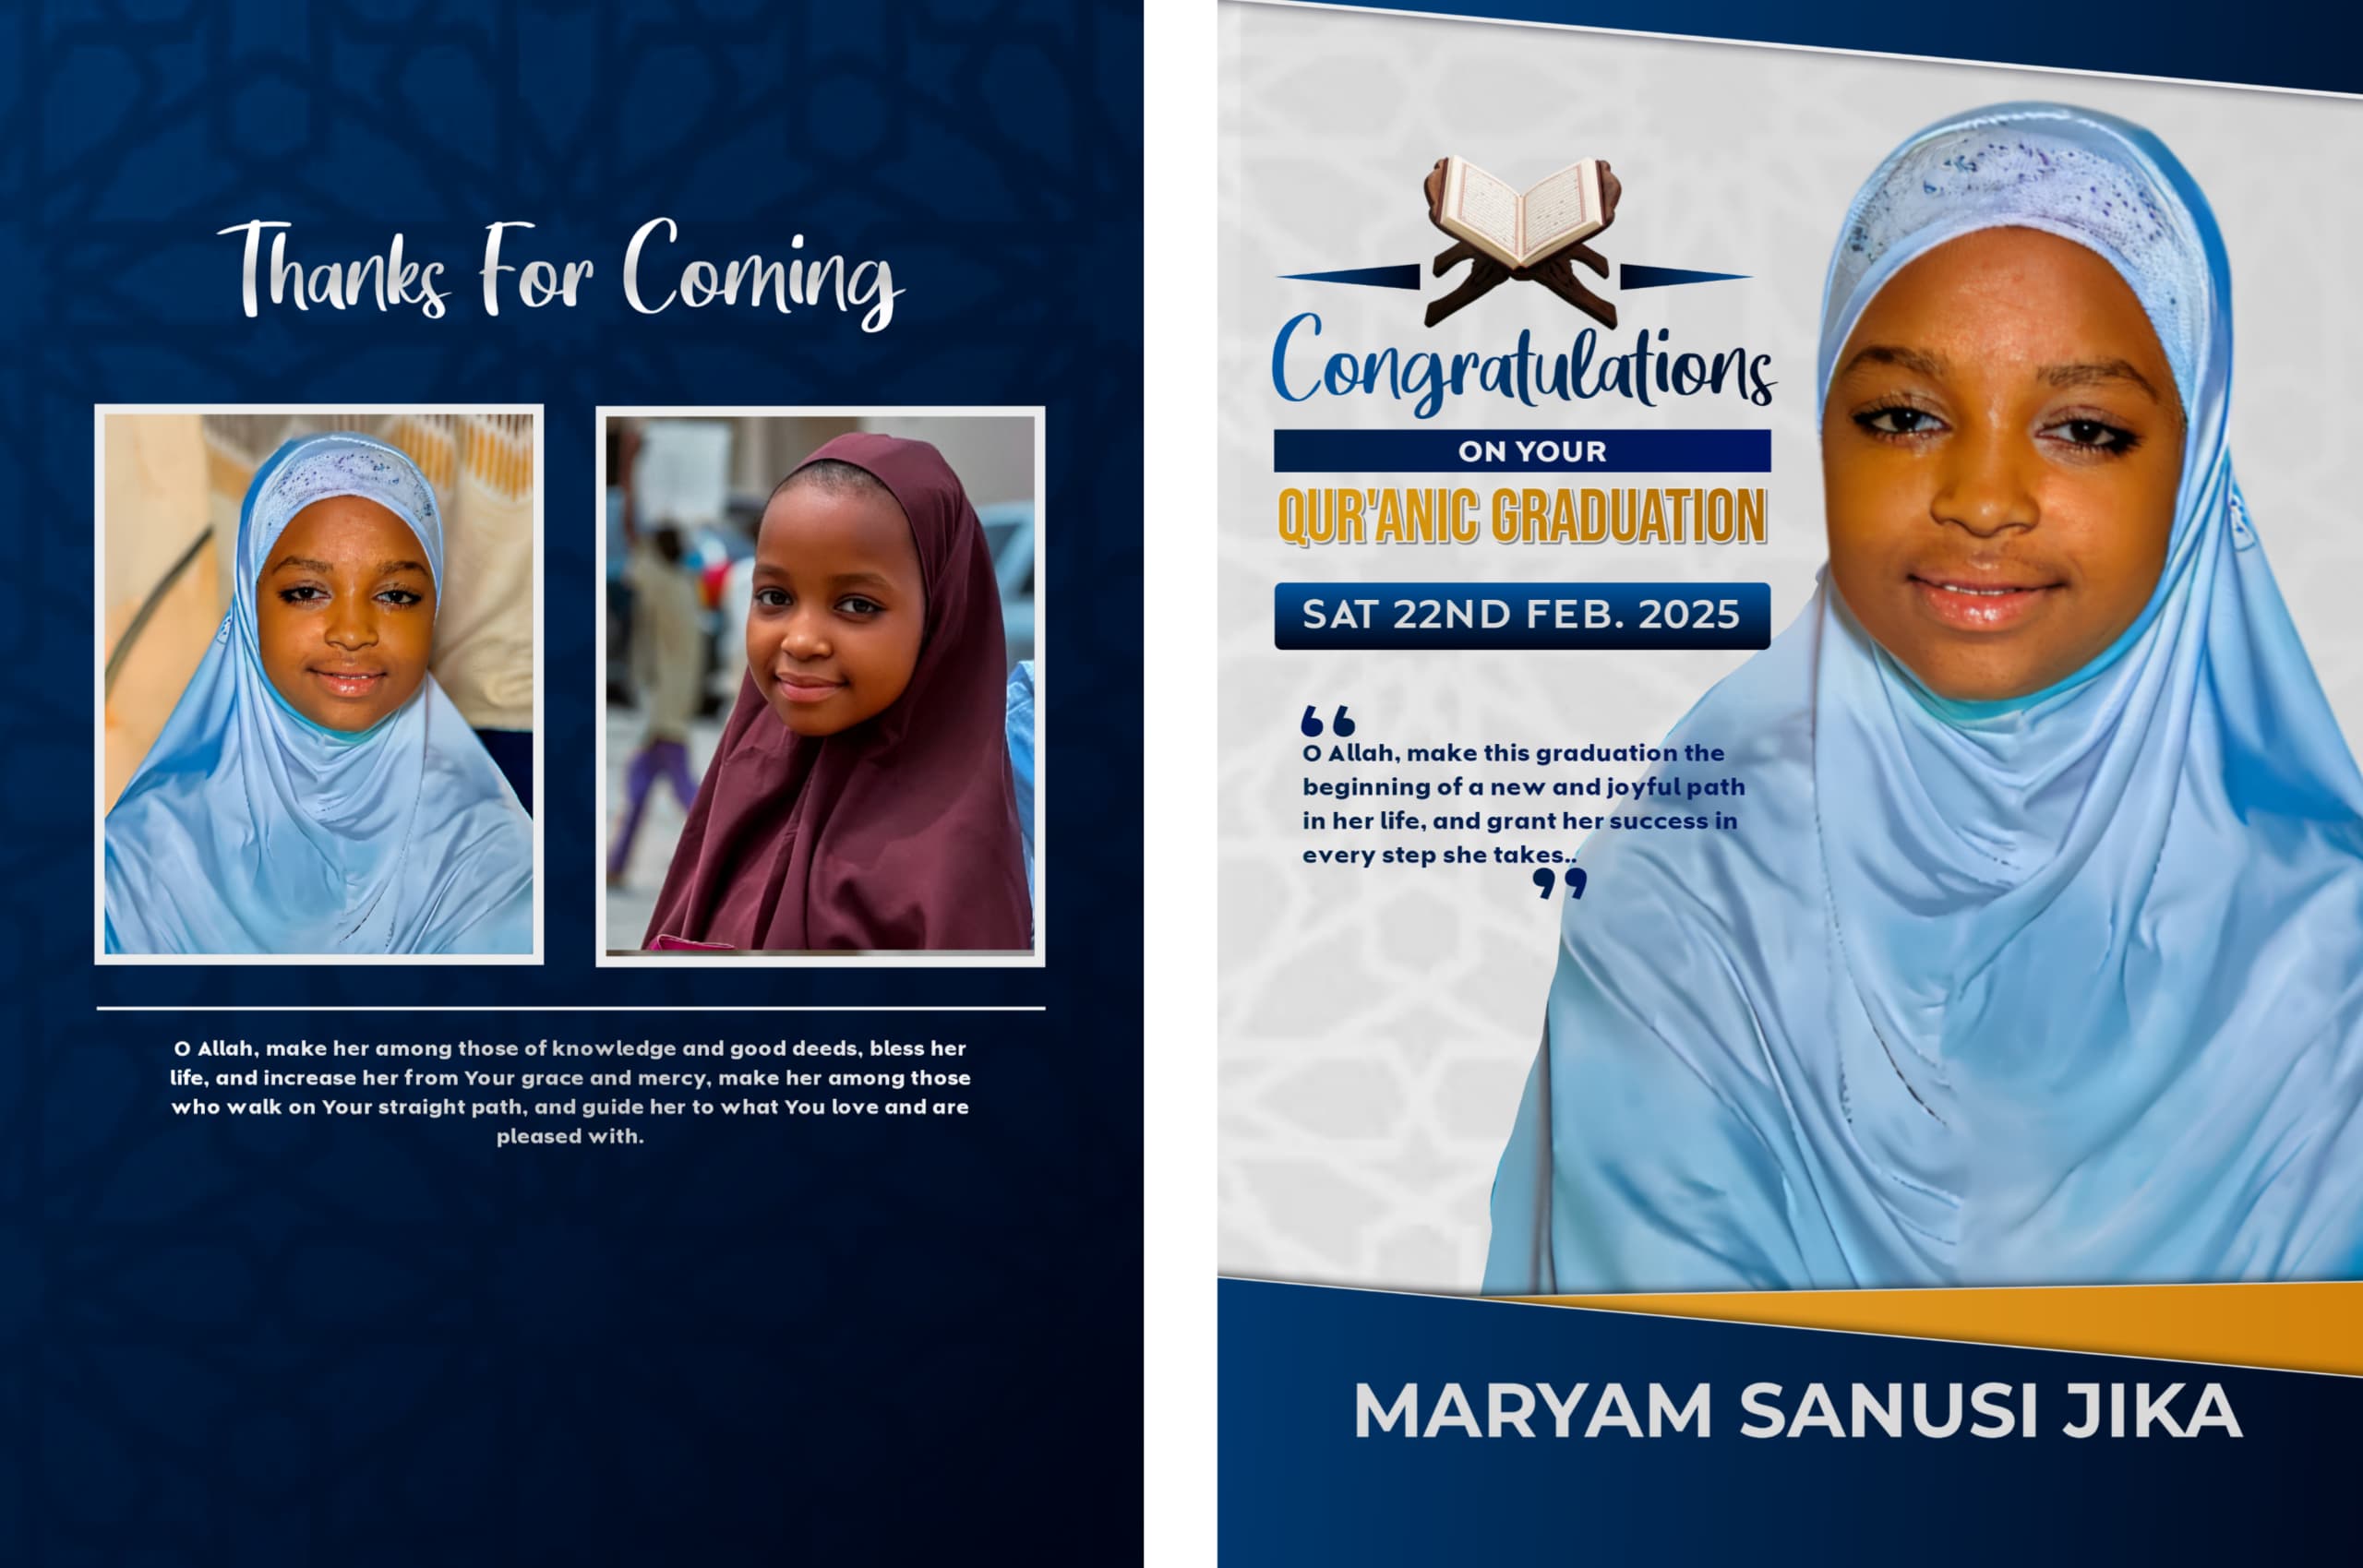 Thanks For Coming
O Allah, make her among those of knowledge and good deeds, bless her
life, and increase her from Your grace and mercy, make her among those
who walk on Your straight path, and guide her to what You love and are
pleased with.
Congratulations
ON YOUR
QUR'ANIC GRADUATION
SAT 22ND FEB. 2025
“
O Allah, make this graduation the
beginning of a new and joyful path
in her life, and grant her success in
every step she takes..
”
MARYAM SANUSI JIKA